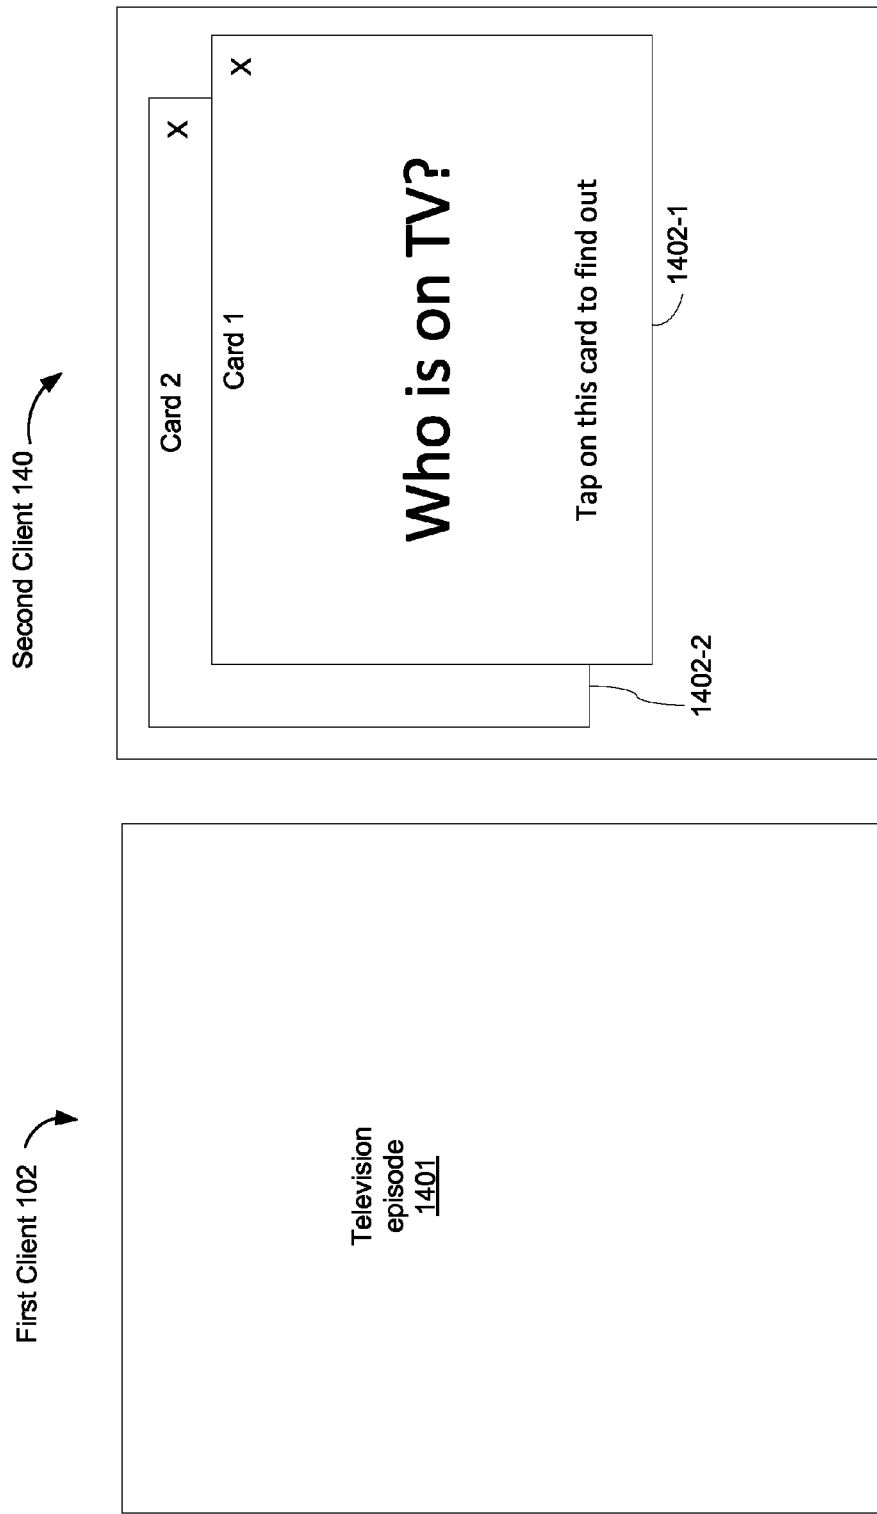 First Client 102
Television
episode
1401
Second Client 140
Card 2
X
Card 1
X
Who is on TV?
Tap on this card to find out
1402-1
1402-2